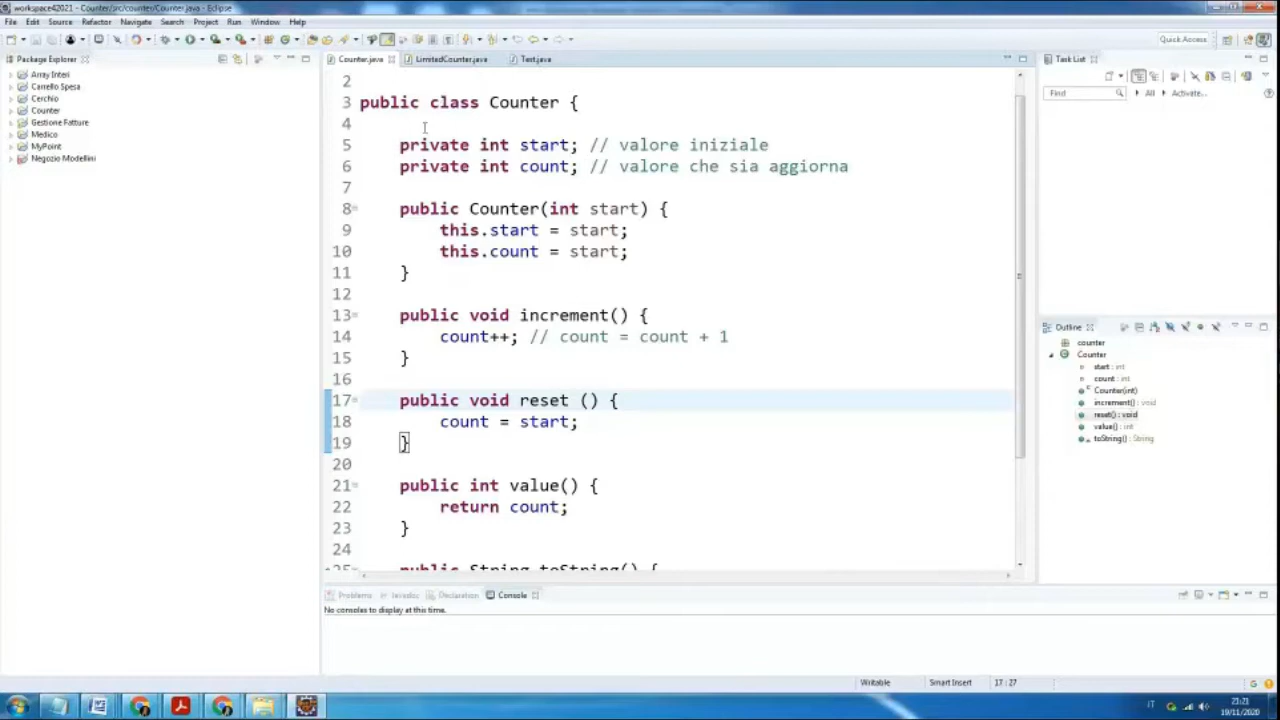 workspace42021 - Counter/src/counter/Counter.java - Eclipse
File Edit Source Refactor Navigate Search Project Run Window Help
Quick Access
Package Explorer
Array Interi
Carrello Spesa
Cerchio
Counter
Gestione Fatture
Medico
MyPoint
Negozio Modellini
Counter.java LimitedCounter.java Test.java
2
3 public class Counter {
4
5 private int start; // valore iniziale
6 private int count; // valore che sia aggiorna
7
8 public Counter(int start) {
9 this.start = start;
10 this.count = start;
11 }
12
13 public void increment() {
14 count++; // count = count + 1
15 }
16
17 public void reset () {
18 count = start;
19 }
20
21 public int value() {
22 return count;
23 }
24
25 public String toString() {
Task List
Find All Activate...
Outline
counter
Counter
start : int
count : int
Counter(int)
increment() : void
reset() : void
value() : int
toString() : String
Problems Javadoc Declaration Console
No consoles to display at this time.
Writable Smart Insert 17 : 27
IT
21:21
19/11/2020